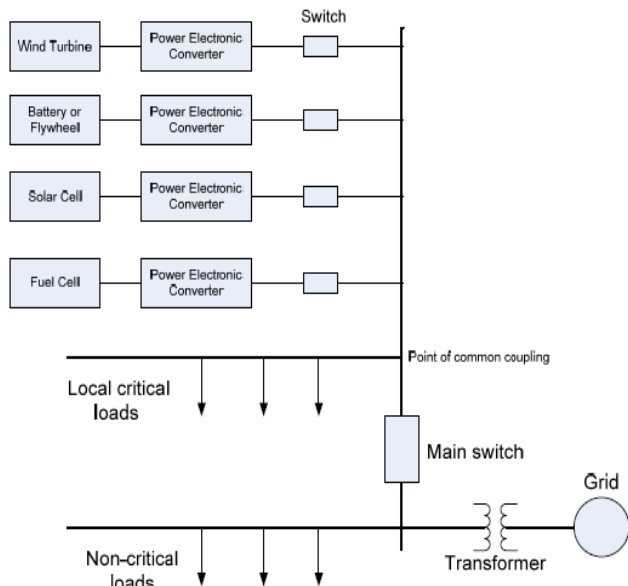 Switch
Wind Turbine
Power Electronic
Converter
Battery or
Flywheel
Power Electronic
Converter
Solar Cell
Power Electronic
Converter
Fuel Cell
Power Electronic
Converter
Point of common coupling
Local critical
loads
Main switch
Grid
Transformer
Non-critical
loads